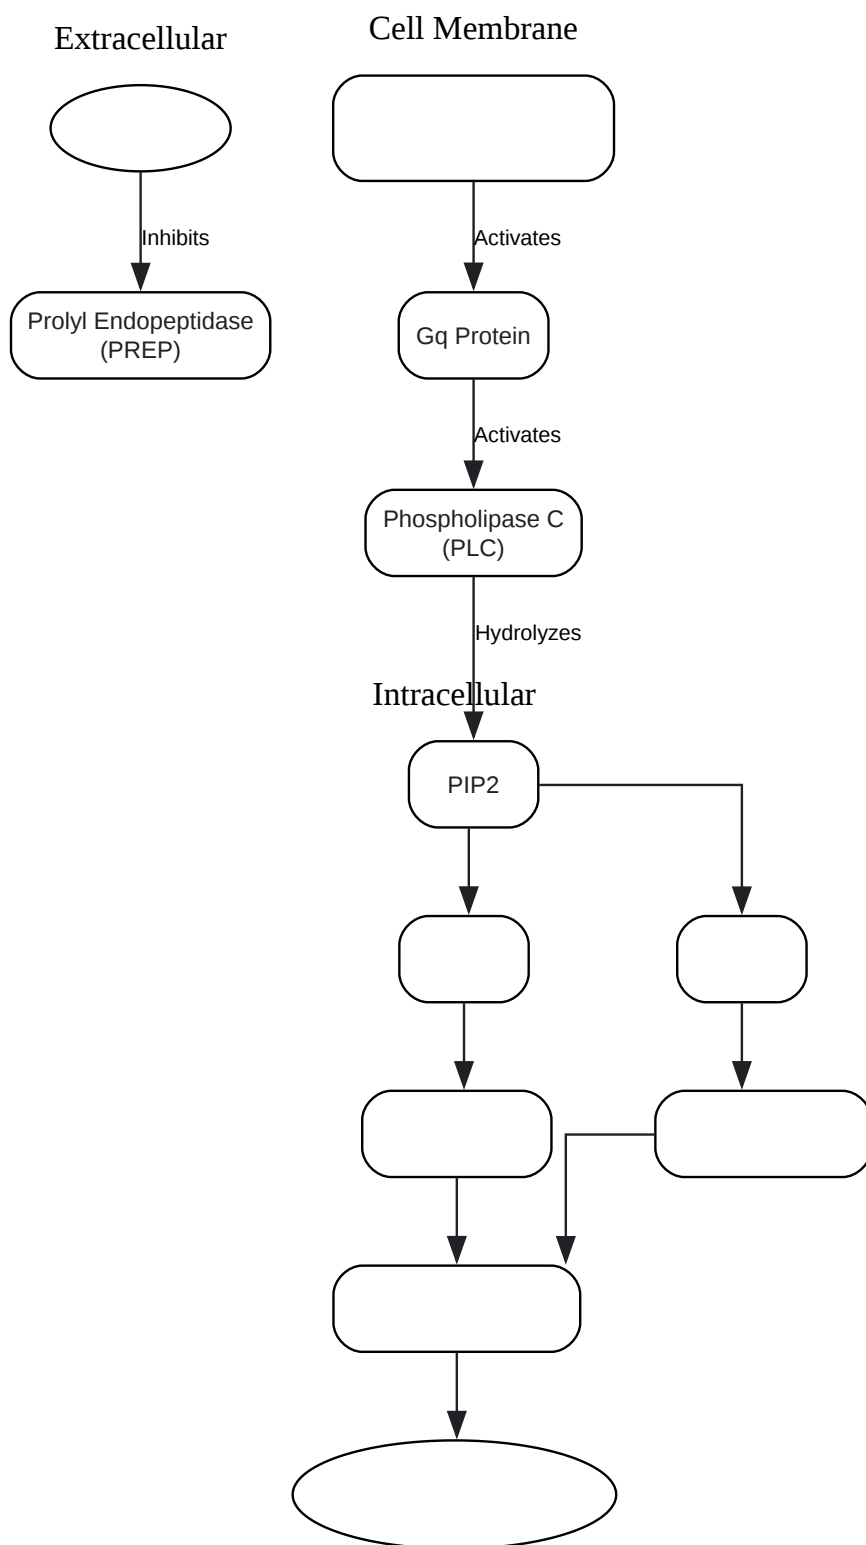 Extracellular
Cell Membrane
Inhibits
Activates
Prolyl Endopeptidase
(PREP)
Gq Protein
Activates
Phospholipase C
(PLC)
Hydrolyzes
Intracellular
PIP2